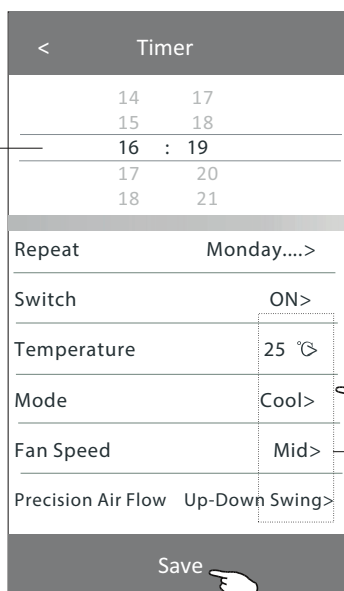 < Timer
14 17
15 18
16 : 19
17 20
18 21
Repeat Monday....>
Switch ON>
Temperature 25 ℃>
Mode Cool>
Fan Speed Mid>
Precision Air Flow Up-Down Swing>
Save